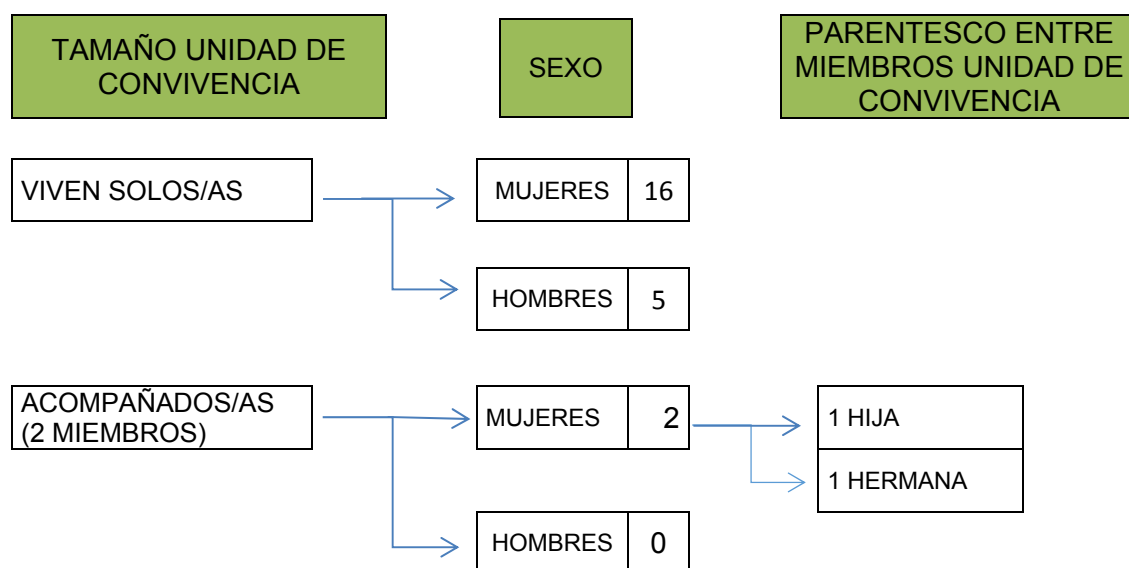 TAMAÑO UNIDAD DE
CONVIVENCIA
SEXO
PARENTESCO ENTRE
MIEMBROS UNIDAD DE
CONVIVENCIA
VIVEN SOLOS/AS
MUJERES 16
HOMBRES 5
ACOMPAÑADOS/AS
(2 MIEMBROS)
MUJERES 2
1 HIJA
1 HERMANA
HOMBRES 0